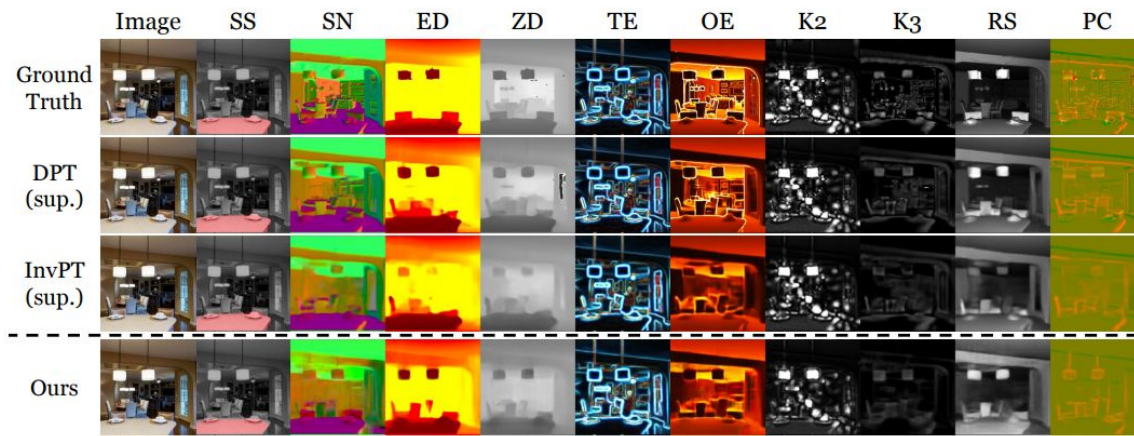 Image SS SN ED ZD TE OE K2 K3 RS PC
Ground
Truth
DPT
(sup.)
InvPT
(sup.)
Ours